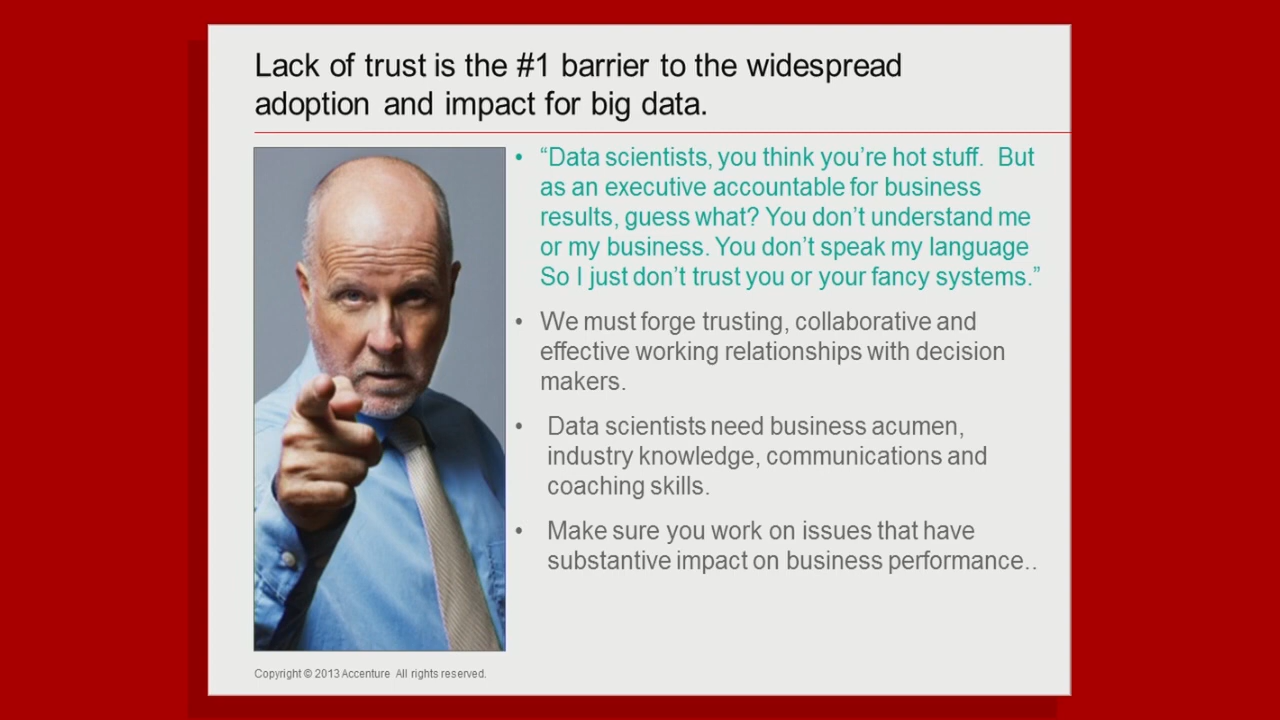 Lack of trust is the #1 barrier to the widespread
adoption and impact for big data.
• “Data scientists, you think you’re hot stuff. But
as an executive accountable for business
results, guess what? You don’t understand me
or my business. You don’t speak my language
So I just don’t trust you or your fancy systems.”
• We must forge trusting, collaborative and
effective working relationships with decision
makers.
• Data scientists need business acumen,
industry knowledge, communications and
coaching skills.
• Make sure you work on issues that have
substantive impact on business performance..
Copyright © 2013 Accenture All rights reserved.